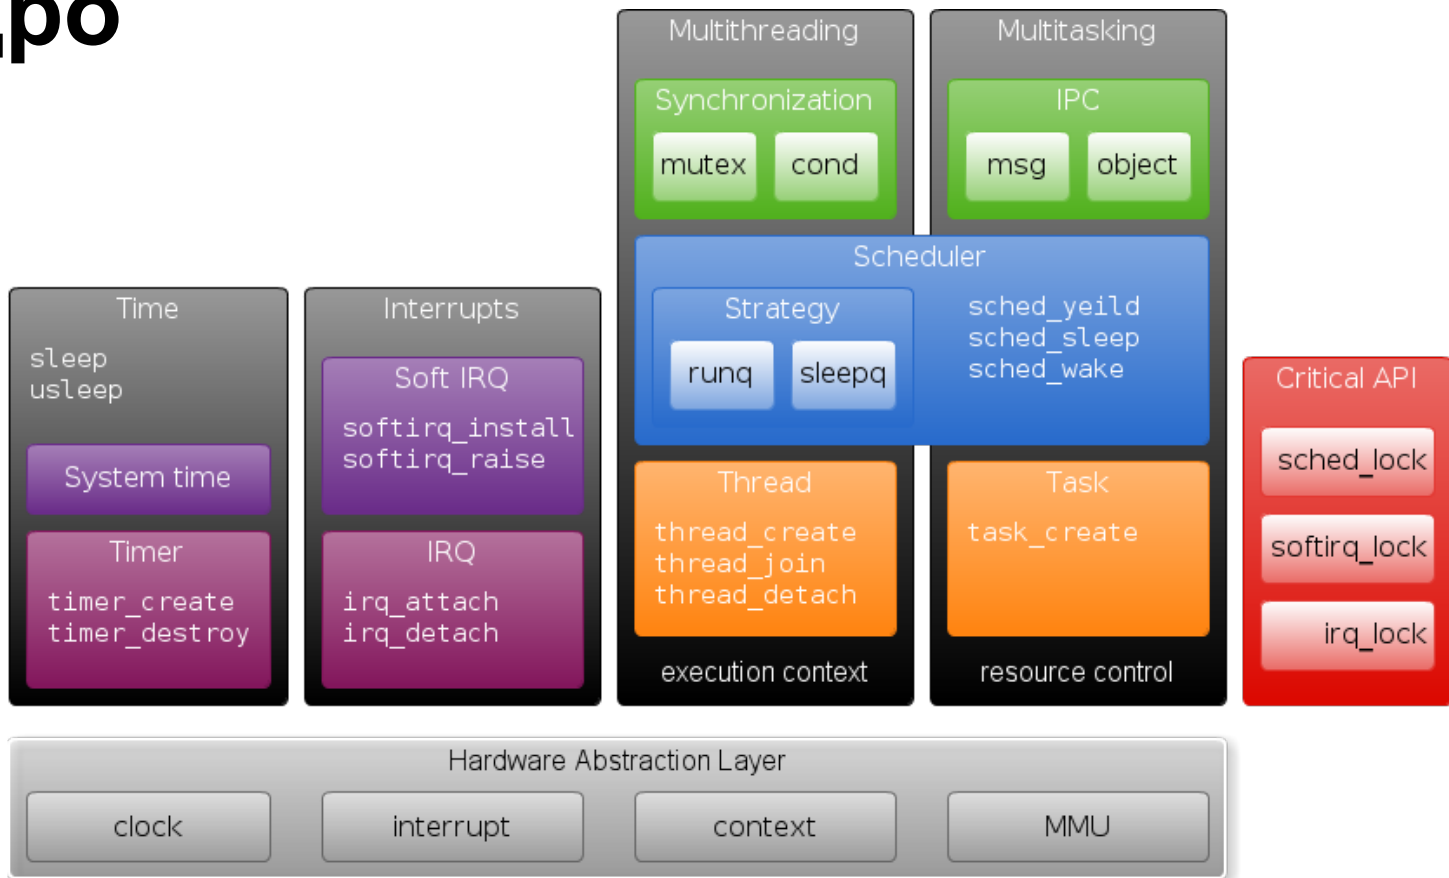 Multithreading
Synchronization
mutex
cond
Multitasking
IPC
msg
object
Scheduler
Strategy
runq
sleepq
sched_yeild
sched_sleep
sched_wake
Time
sleep
usleep
System time
Timer
timer_create
timer_destroy
Interrupts
Soft IRQ
softirq_install
softirq_raise
IRQ
irq_attach
irq_detach
Thread
thread_create
thread_join
thread_detach
execution context
Task
task_create
resource control
Critical API
sched_lock
softirq_lock
irq_lock
Hardware Abstraction Layer
clock
interrupt
context
MMU